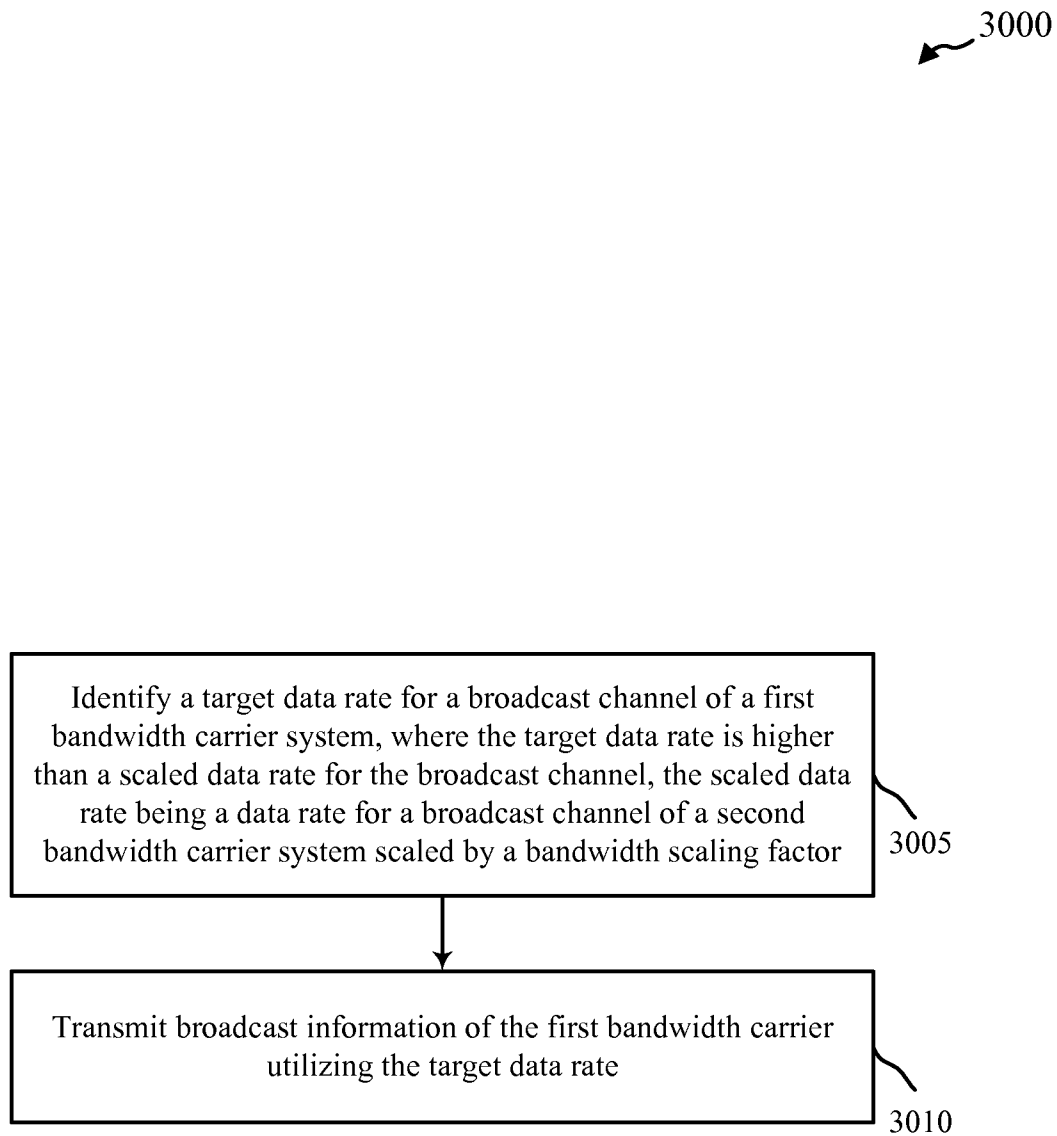 3000
Identify a target data rate for a broadcast channel of a first
bandwidth carrier system, where the target data rate is higher
than a scaled data rate for the broadcast channel, the scaled data
rate being a data rate for a broadcast channel of a second
bandwidth carrier system scaled by a bandwidth scaling factor
3005
Transmit broadcast information of the first bandwidth carrier
utilizing the target data rate
3010